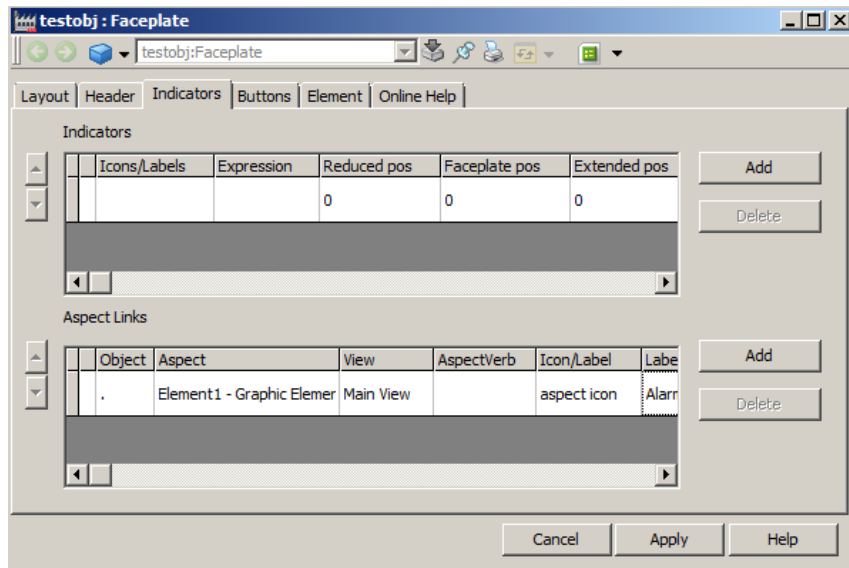 testobj : Faceplate
testobj:Faceplate
Layout Header Indicators Buttons Element Online Help
Indicators
Icons/Labels Expression Reduced pos Faceplate pos Extended pos
0 0 0
Add
Delete
Aspect Links
Object Aspect View AspectVerb Icon/Label Labe
. Element1 - Graphic Elemer Main View aspect icon Alarm
Add
Delete
Cancel Apply Help